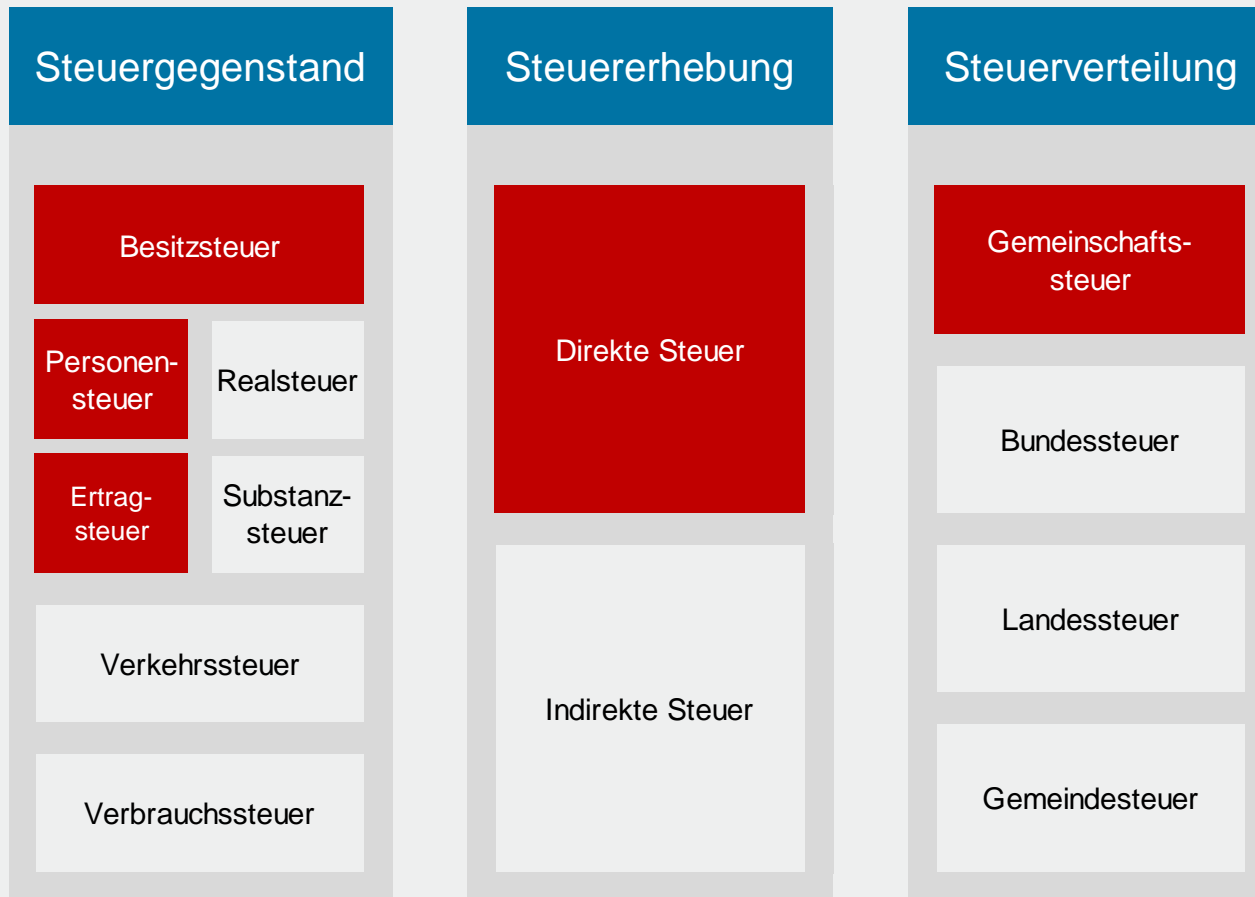 Steuergegenstand
Besitzsteuer
Personen-
steuer
Realsteuer
Ertrag-
steuer
Substanz-
steuer
Verkehrssteuer
Verbrauchssteuer
Steuererhebung
Direkte Steuer
Indirekte Steuer
Steuerverteilung
Gemeinschafts-
steuer
Bundessteuer
Landessteuer
Gemeindesteuer